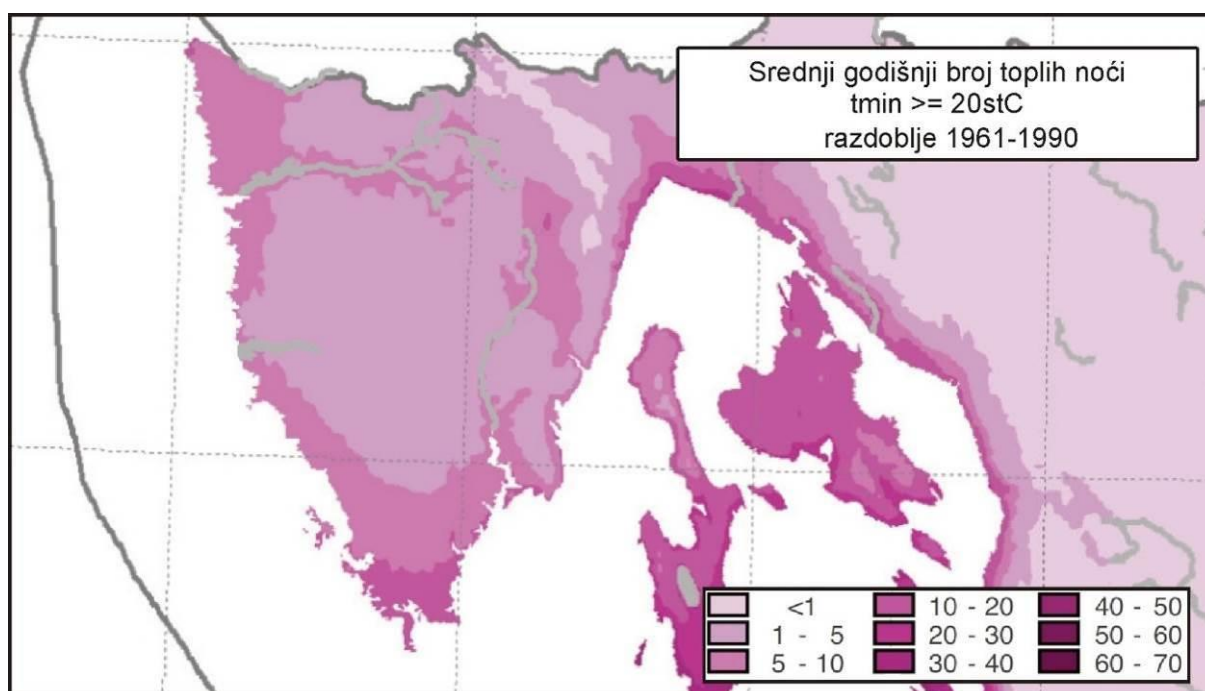 Srednji godišnji broj toplih noći
tmin >= 20stC
razdoblje 1961-1990
<1 10 - 20 40 - 50
1 - 5 20 - 30 50 - 60
5 - 10 30 - 40 60 - 70